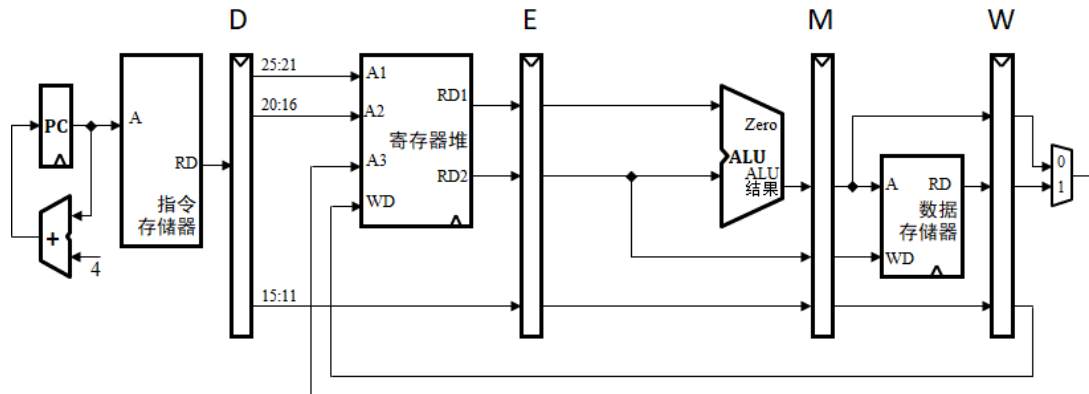 D
E
M
W
25:21
20:16
15:11
PC
+
4
A
RD
指令
存储器
A1
A2
A3
WD
RD1
RD2
寄存器堆
Zero
ALU
ALU
结果
A
RD
数据
存储器
WD
0
1